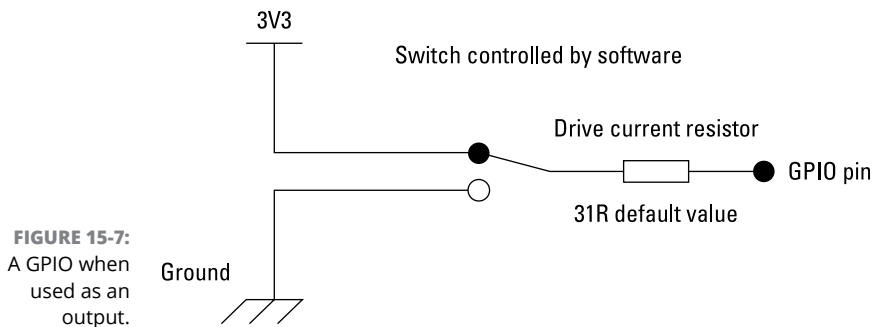 3V3
Switch controlled by software
Drive current resistor
GPIO pin
31R default value
Ground
FIGURE 15-7:
A GPIO when
used as an
output.